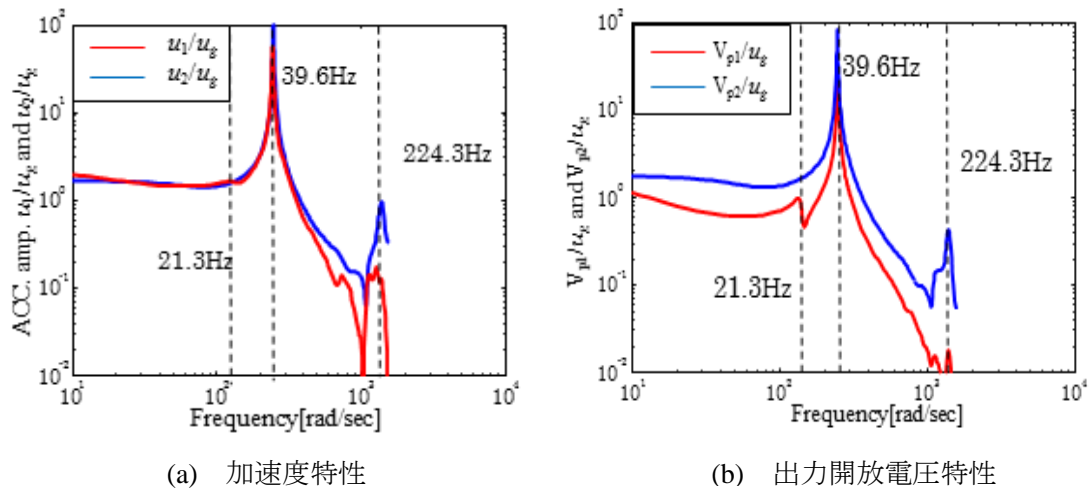 10² 10¹ 10⁰ 10⁻¹ 10⁻²
ACC. amp. u₁/u_g and u₂/u_g
u₁/u_g
u₂/u_g
39.6Hz
224.3Hz
21.3Hz
10¹ 10² 10² 10⁴
Frequency[rad/sec]
(a) 加速度特性
10² 10¹ 10⁰ 10⁻¹ 10⁻²
V_p1/u_g and V_p2/u_g
V_p1/u_g
V_p2/u_g
39.6Hz
224.3Hz
21.3Hz
10¹ 10² 10² 10⁴
Frequency[rad/sec]
(b) 出力開放電圧特性